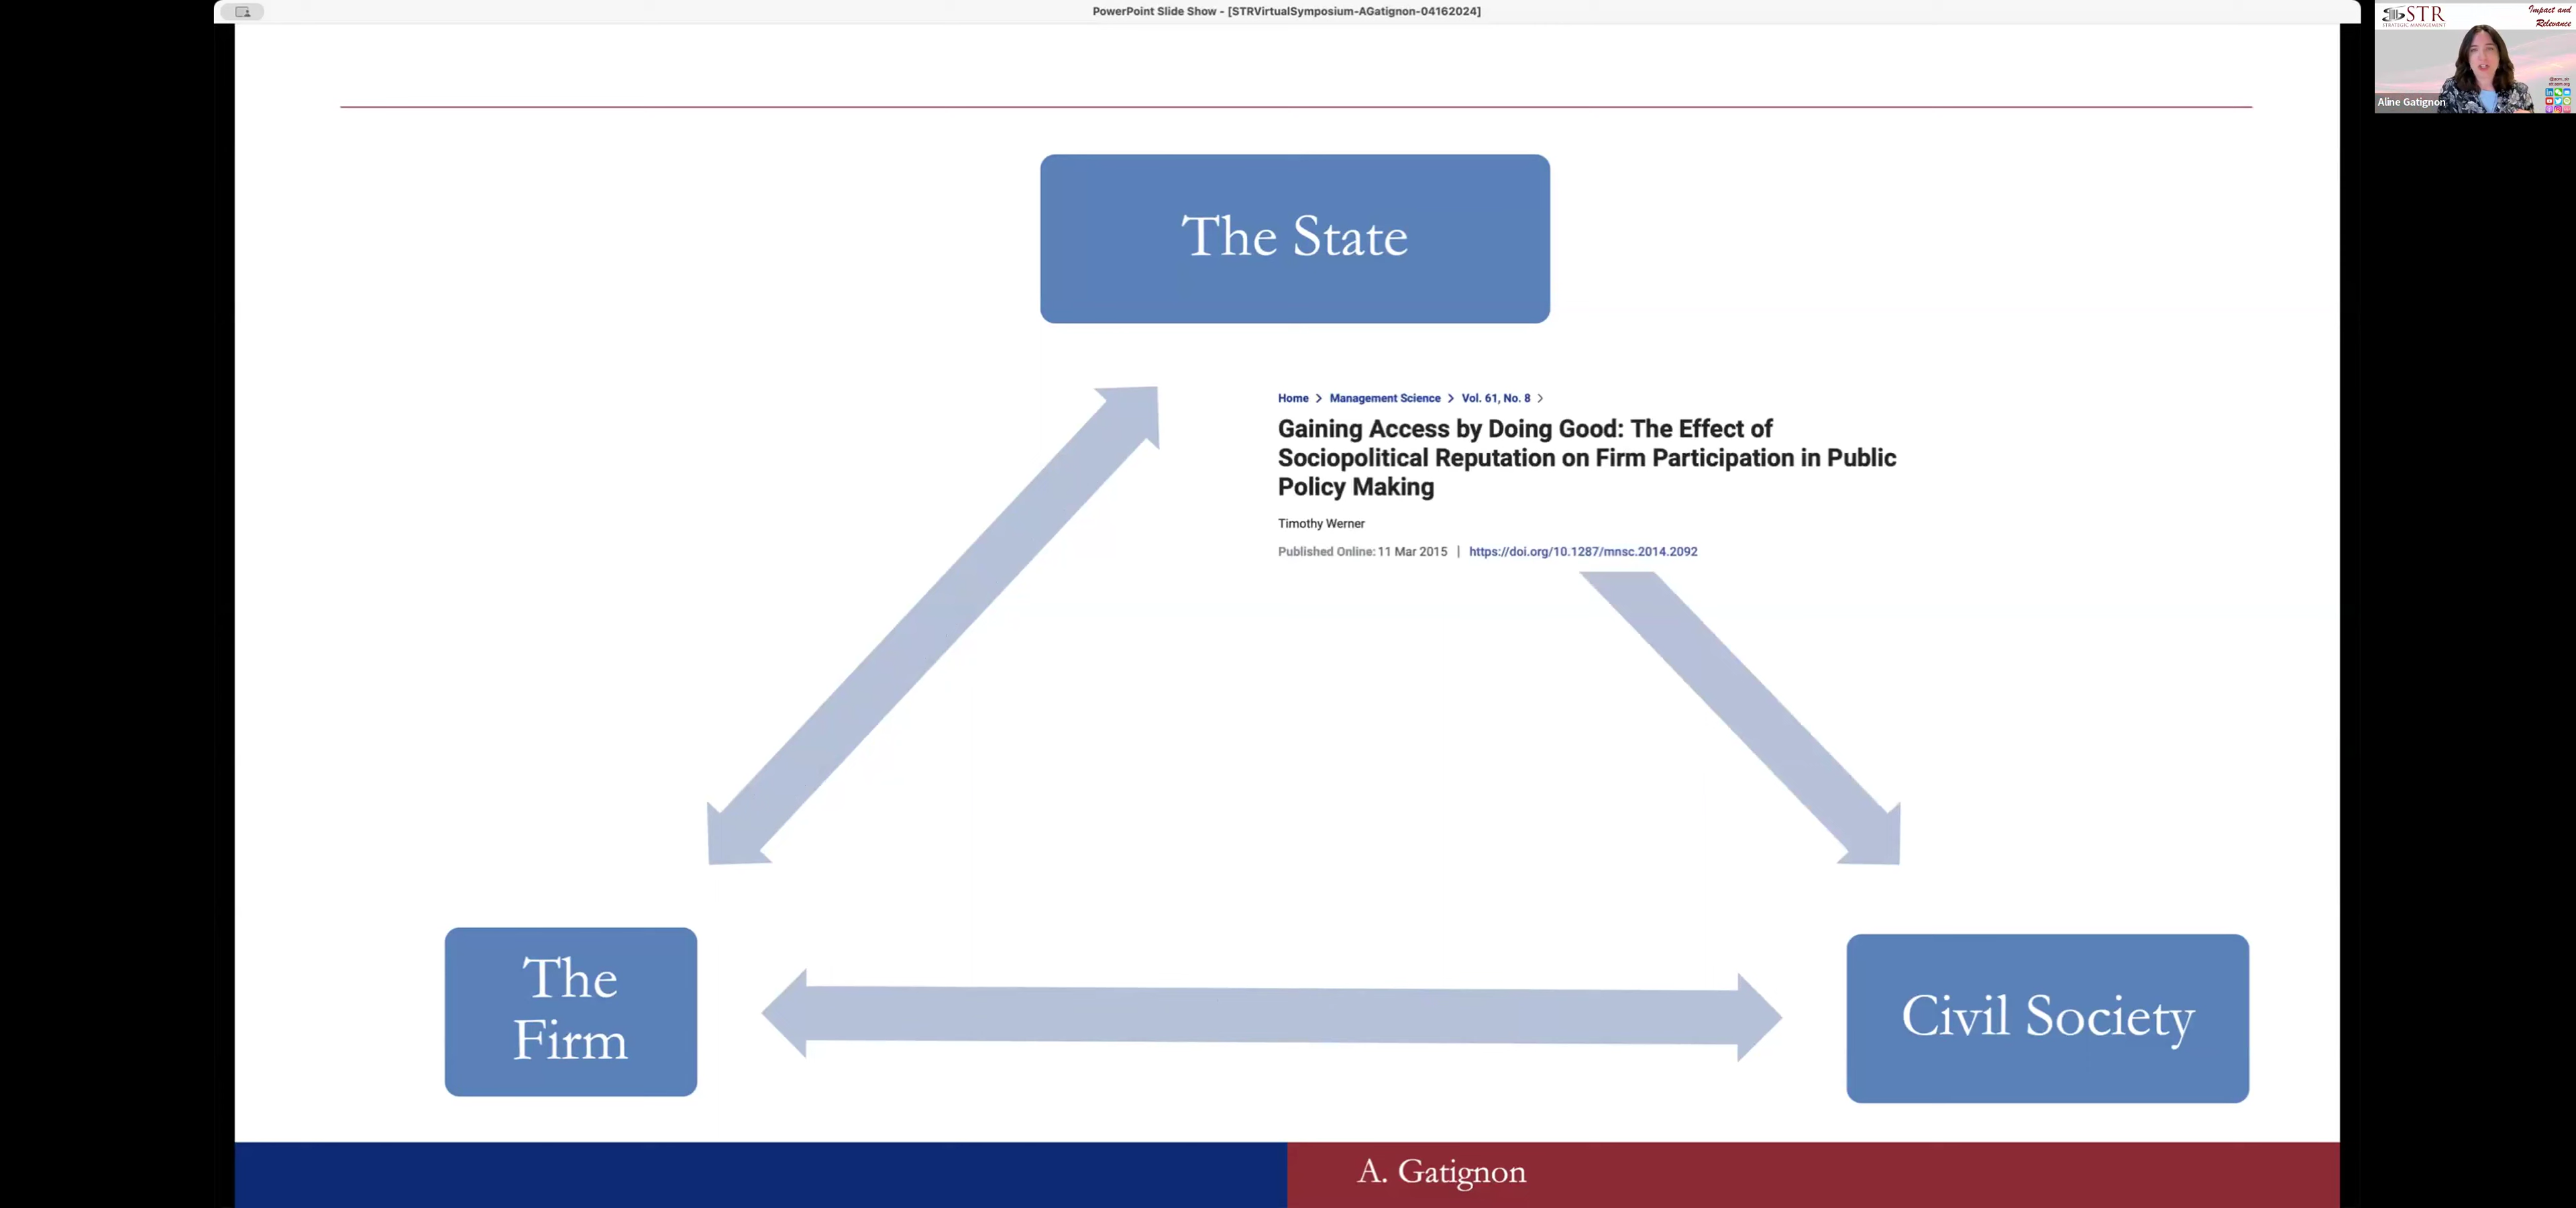 PowerPoint Slide Show - [STRVirtualSymposium-AGatignon-04162024]
STR
STRATEGIC MANAGEMENT
Impact and
Relevance
Aline Gatignon
The State
Home > Management Science > Vol. 61, No. 8 >
Gaining Access by Doing Good: The Effect of
Sociopolitical Reputation on Firm Participation in Public
Policy Making
Timothy Werner
Published Online: 11 Mar 2015 | https://doi.org/10.1287/mnsc.2014.2092
The
Firm
Civil Society
A. Gatignon